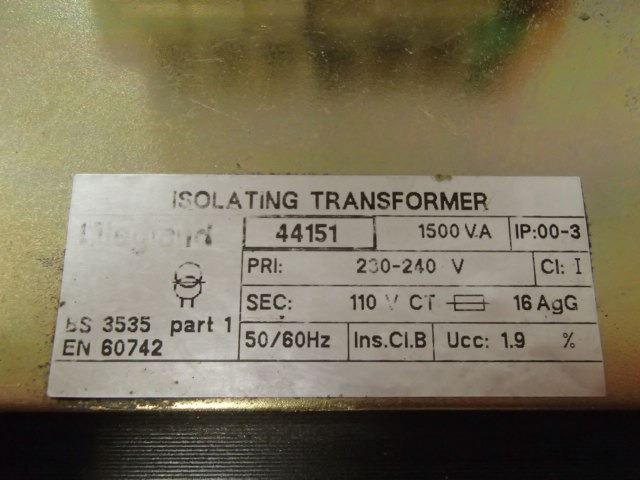 ISOLATING TRANSFORMER
legrand
44151
1500 VA
IP:00-3
PRI: 230-240 V
Cl: I
SEC: 110 V CT 16 AgG
BS 3535 part 1
EN 60742
50/60Hz
Ins.Cl.B
Ucc: 1.9 %